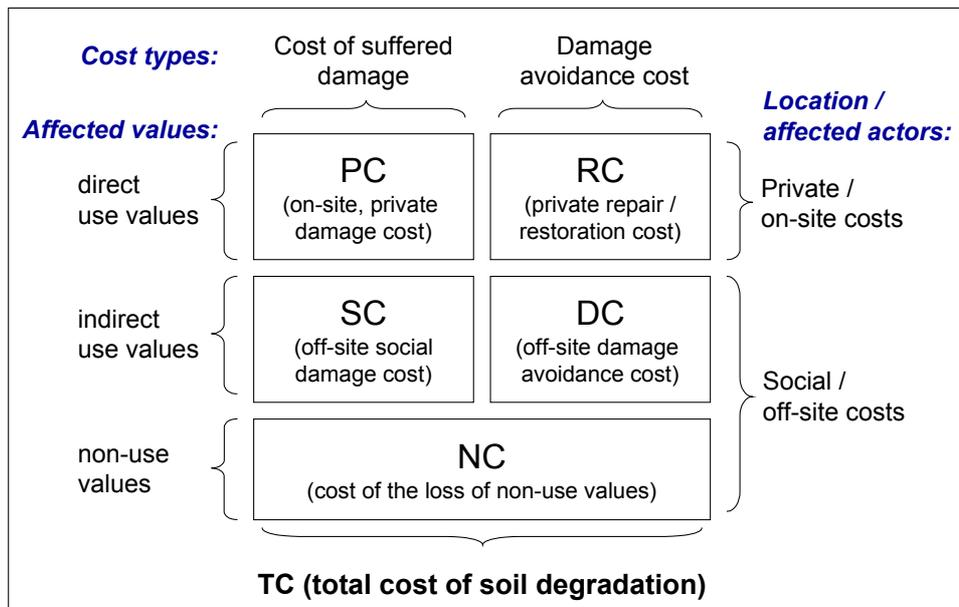 Cost types:
Cost of suffered
damage
Damage
avoidance cost
Affected values:
Location /
affected actors:
direct
use values
PC
(on-site, private
damage cost)
RC
(private repair /
restoration cost)
Private /
on-site costs
indirect
use values
SC
(off-site social
damage cost)
DC
(off-site damage
avoidance cost)
Social /
off-site costs
non-use
values
NC
(cost of the loss of non-use values)
TC (total cost of soil degradation)